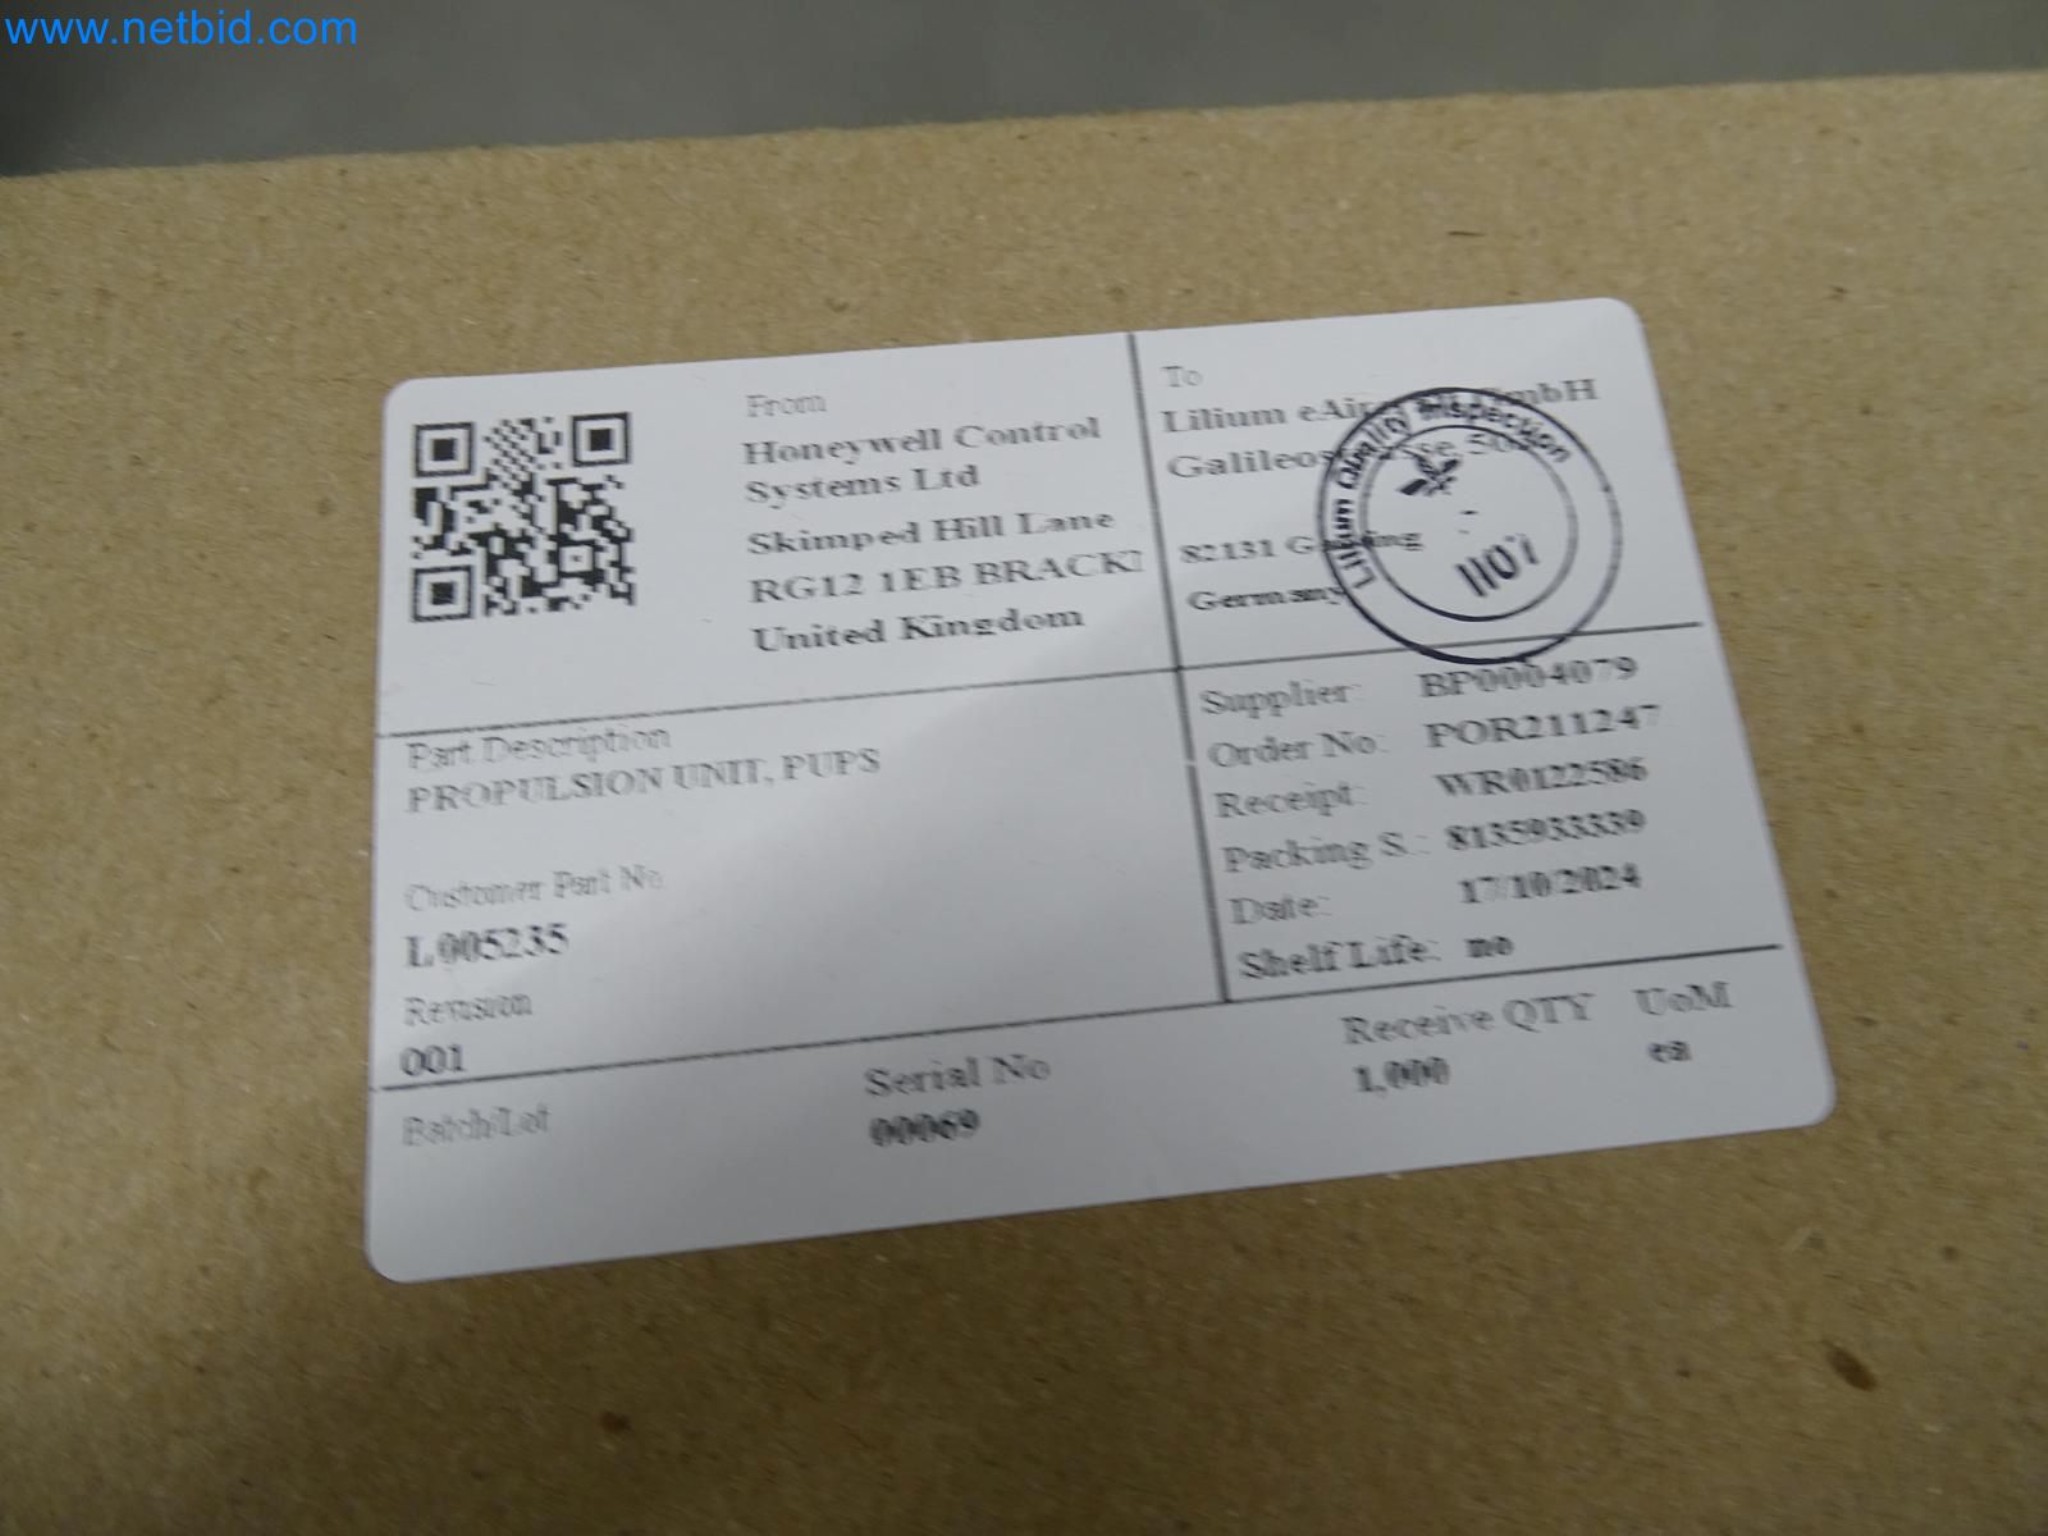 www.netbid.com
From
Honeywell Control
Systems Ltd
Skimped Hill Lane
RG12 1EB BRACK
United Kingdom
To
Lilium
Germany
Lilium Quality Inspection
1107
Part Description
PROPULSION UNIT, PUPS
Customer Part No
L005235
Revision
001
Supplier: BP0004079
Order No: POR211247
Receipt: WR0122586
Packing S.: 8135933339
Date: 17/10/2024
Shelf Life: no
Batch/Lot
Serial No
00069
Receive QTY
1,000
UoM
ea
82131